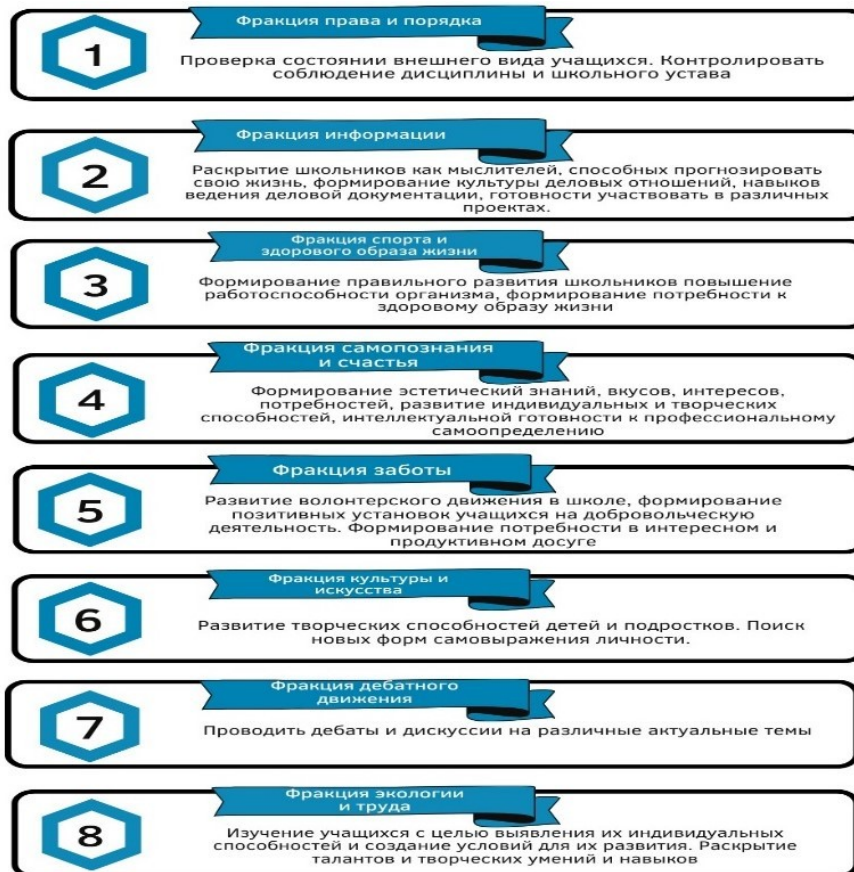 Фракция права и порядка
1
Проверка состоянии внешнего вида учащихся. Контролировать
соблюдение дисциплины и школьного устава
Фракция информации
2
Раскрытие школьников как мыслителей, способных прогнозировать
свою жизнь, формирование культуры деловых отношений, навыков
ведения деловой документации, готовности участвовать в различных
проектах.
Фракция спорта и
здорового образа жизни
3
Формирование правильного развития школьников повышение
работоспособности организма, формирование потребности к
здоровому образу жизни
Фракция самопознания
и счастья
4
Формирование эстетический знаний, вкусов, интересов,
потребностей, развитие индивидуальных и творческих
способностей, интеллектуальной готовности к профессиональному
самоопределению
Фракция заботы
5
Развитие волонтерского движения в школе, формирование
позитивных установок учащихся на добровольческую
деятельность. Формирование потребности в интересном и
продуктивном досуге
Фракция культуры и
искусства
6
Развитие творческих способностей детей и подростков. Поиск
новых форм самовыражения личности.
Фракция дебатного
движения
7
Проводить дебаты и дискуссии на различные актуальные темы
Фракция экологии
и труда
8
Изучение учащихся с целью выявления их индивидуальных
способностей и создание условий для их развития. Раскрытие
талантов и творческих умений и навыков